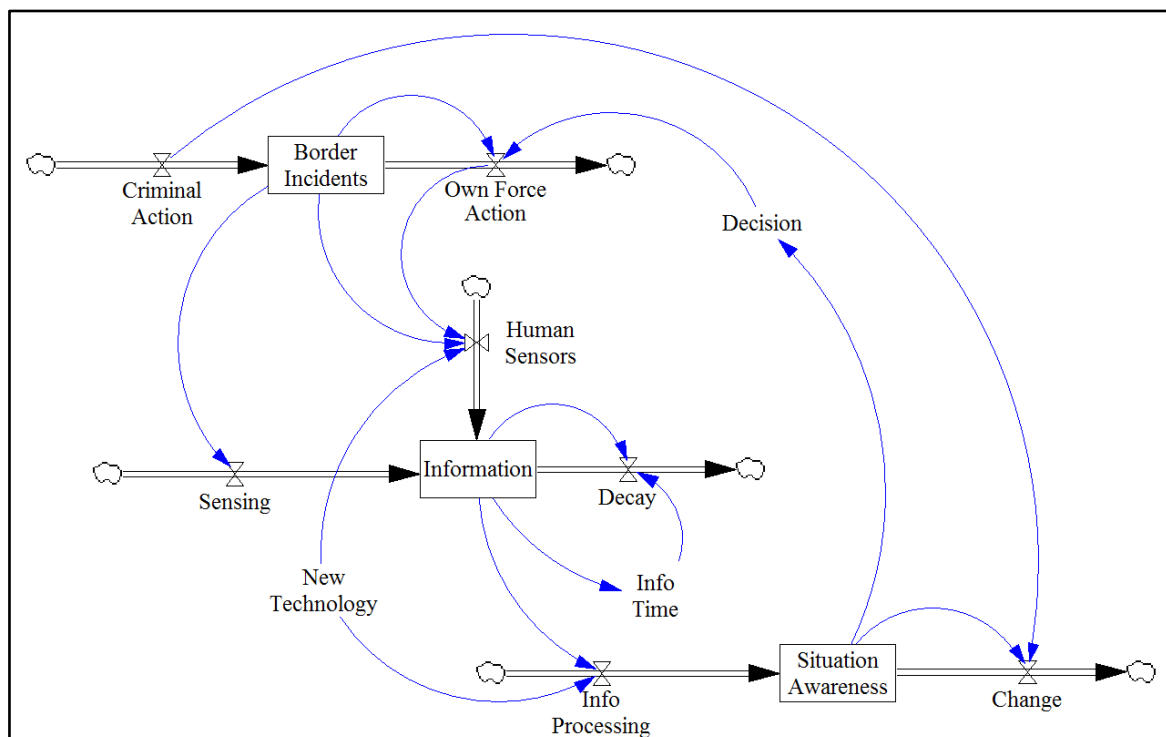 Border
Incidents
Criminal
Action
Own Force
Action
Decision
Human
Sensors
Information
Sensing
Decay
New
Technology
Info
Time
Situation
Awareness
Info
Processing
Change